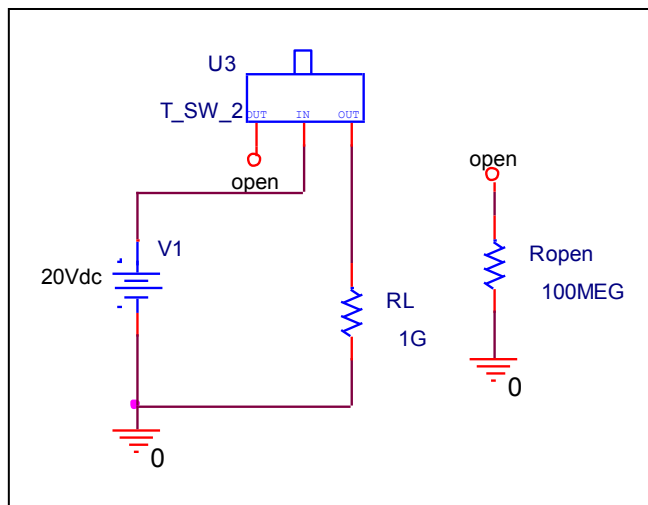 U3
T_SW_2
OUT IN OUT
open
open
V1
20Vdc
Ropen
100MEG
RL
1G
0
0